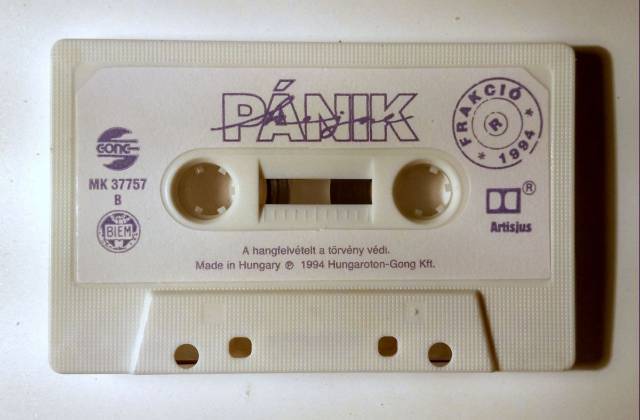 PÁNIK
FRAKCIÓ
R
* 1994 *
GONG
MK 37757
B
BIEM
®
Artisjus
A hangfelvételt a törvény védi.
Made in Hungary ℗ 1994 Hungaroton-Gong Kft.